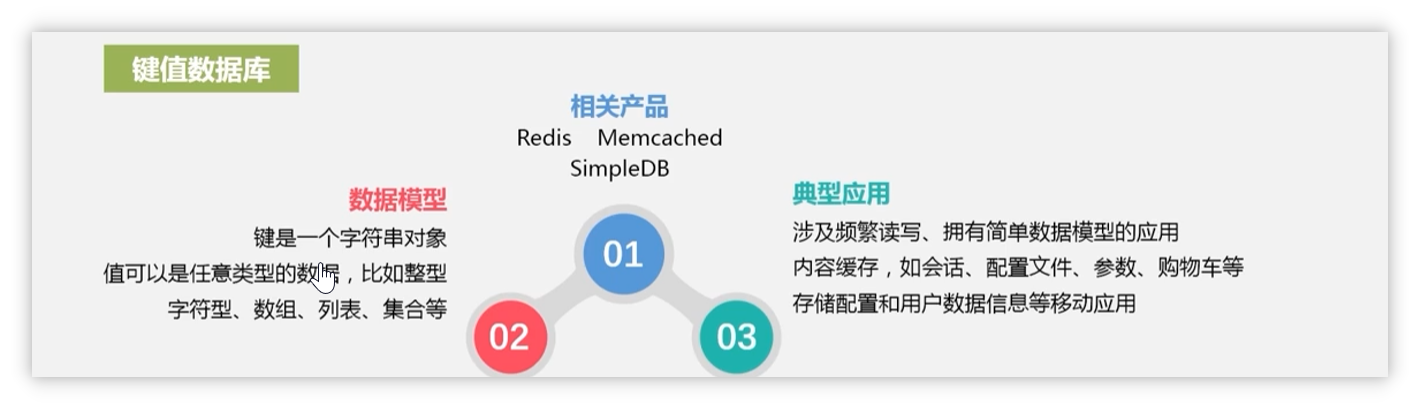 键值数据库
相关产品
Redis Memcached
SimpleDB
数据模型
键是一个字符串对象
值可以是任意类型的数据，比如整型
字符型、数组、列表、集合等
典型应用
涉及频繁读写、拥有简单数据模型的应用
内容缓存，如会话、配置文件、参数、购物车等
存储配置和用户数据信息等移动应用
01
02
03